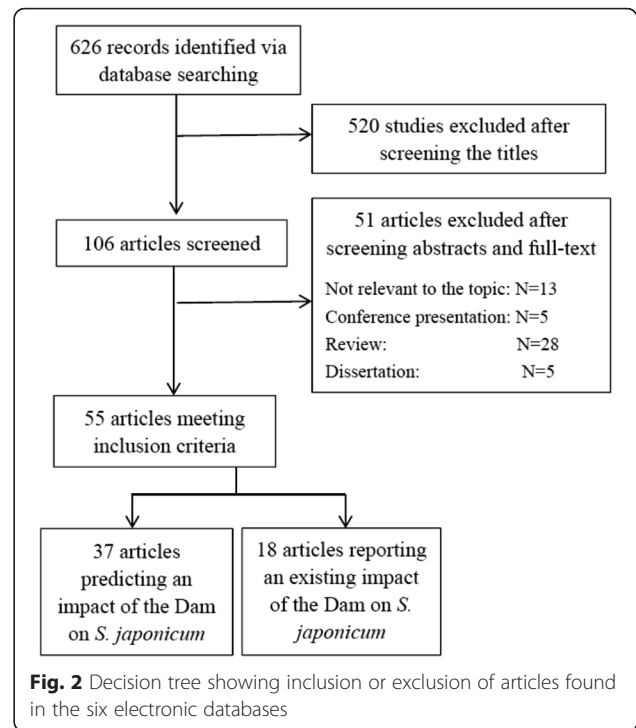 626 records identified via
database searching
520 studies excluded after
screening the titles
106 articles screened
51 articles excluded after
screening abstracts and full-text
Not relevant to the topic: N=13
Conference presentation: N=5
Review: N=28
Dissertation: N=5
55 articles meeting
inclusion criteria
37 articles
predicting an
impact of the Dam
on S. japonicum
18 articles reporting
an existing impact
of the Dam on S.
japonicum
Fig. 2 Decision tree showing inclusion or exclusion of articles found
in the six electronic databases